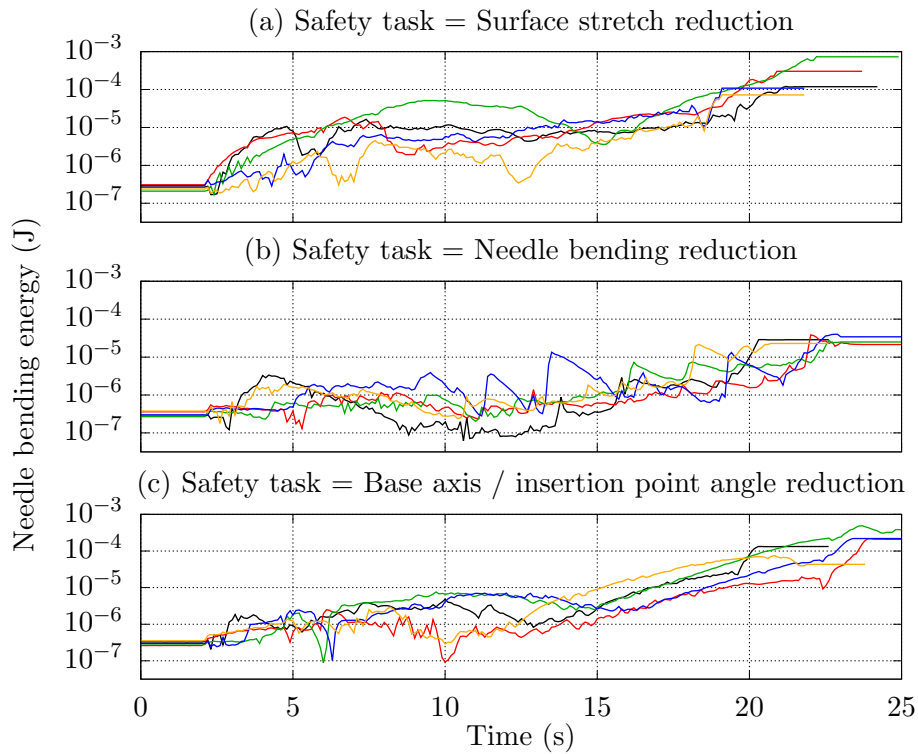 (a) Safety task = Surface stretch reduction
10⁻³
10⁻⁴
10⁻⁵
10⁻⁶
10⁻⁷
(b) Safety task = Needle bending reduction
10⁻³
10⁻⁴
10⁻⁵
10⁻⁶
10⁻⁷
Needle bending energy (J)
(c) Safety task = Base axis / insertion point angle reduction
10⁻³
10⁻⁴
10⁻⁵
10⁻⁶
10⁻⁷
0 5 10 15 20 25
Time (s)